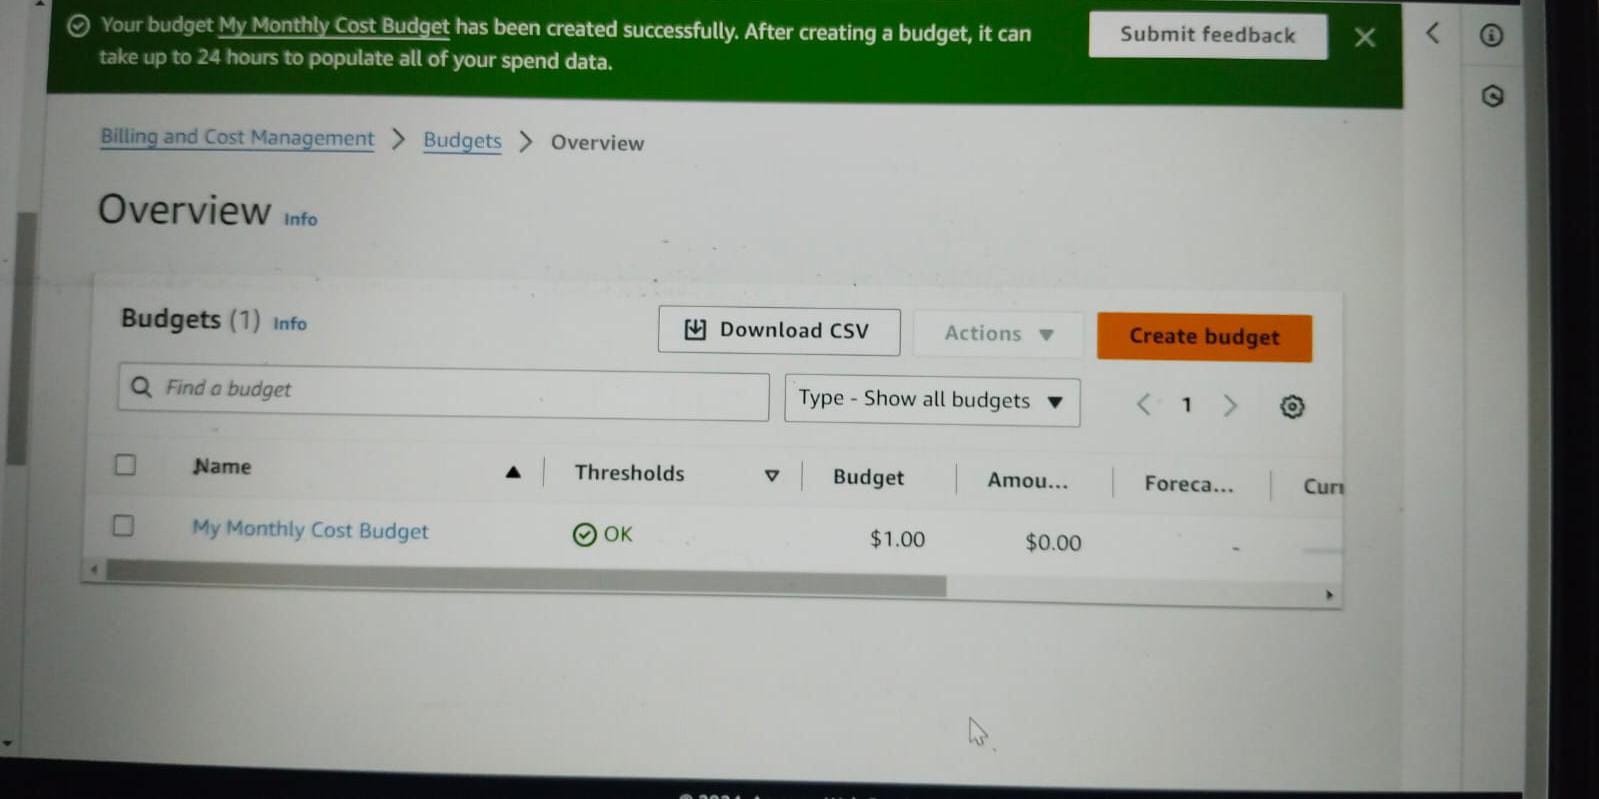 Your budget My Monthly Cost Budget has been created successfully. After creating a budget, it can
take up to 24 hours to populate all of your spend data.
Submit feedback
Billing and Cost Management > Budgets > Overview
Overview Info
Budgets (1) Info
Download CSV
Actions
Create budget
Find a budget
Type - Show all budgets
1
Name Thresholds Budget Amou... Foreca... Curr
My Monthly Cost Budget OK $1.00 $0.00 -